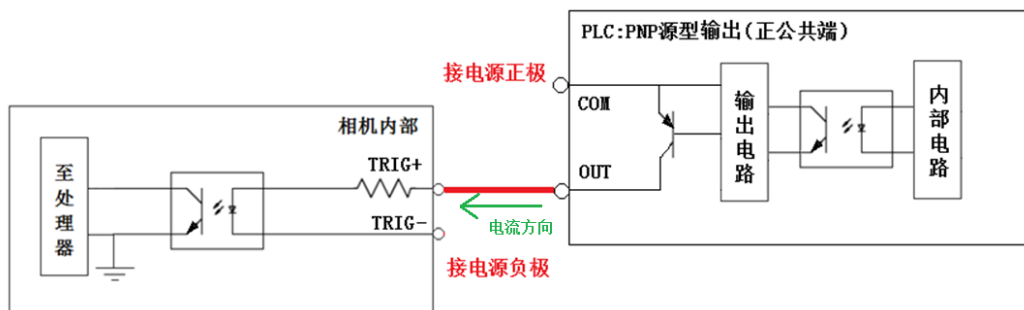 PLC:PNP源型输出(正公共端)
接电源正极
COM
输出电路
内部电路
相机内部
至处理器
TRIG+
OUT
TRIG-
电流方向
接电源负极